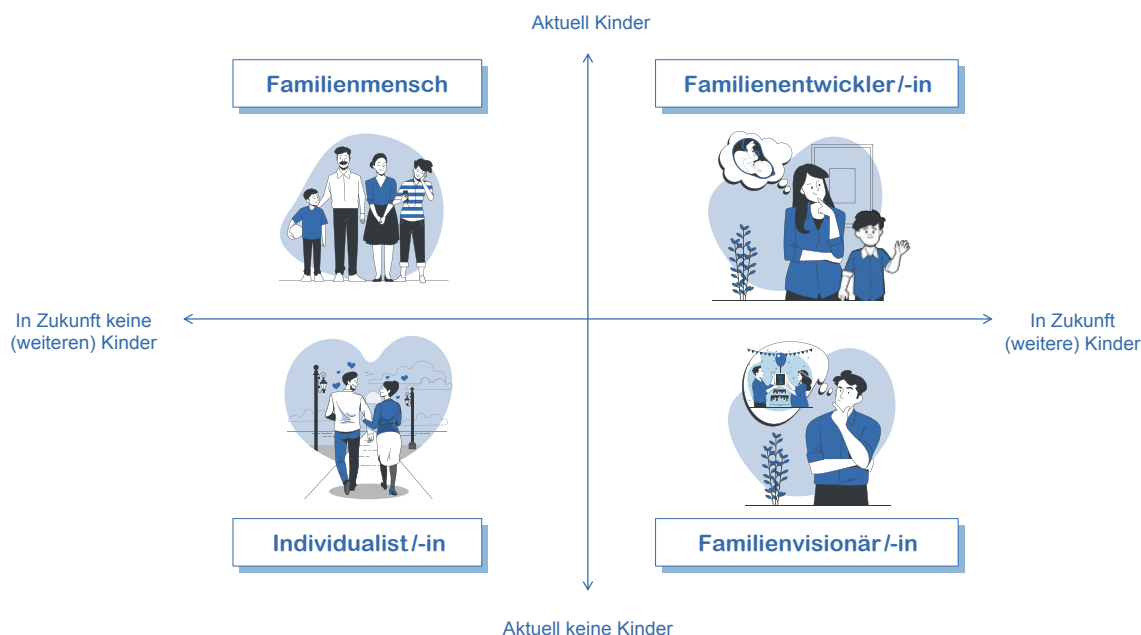 Aktuell Kinder
Familienmensch
Familienentwickler/-in
In Zukunft keine
(weiteren) Kinder
In Zukunft
(weitere) Kinder
Individualist/-in
Familienvisionär/-in
Aktuell keine Kinder